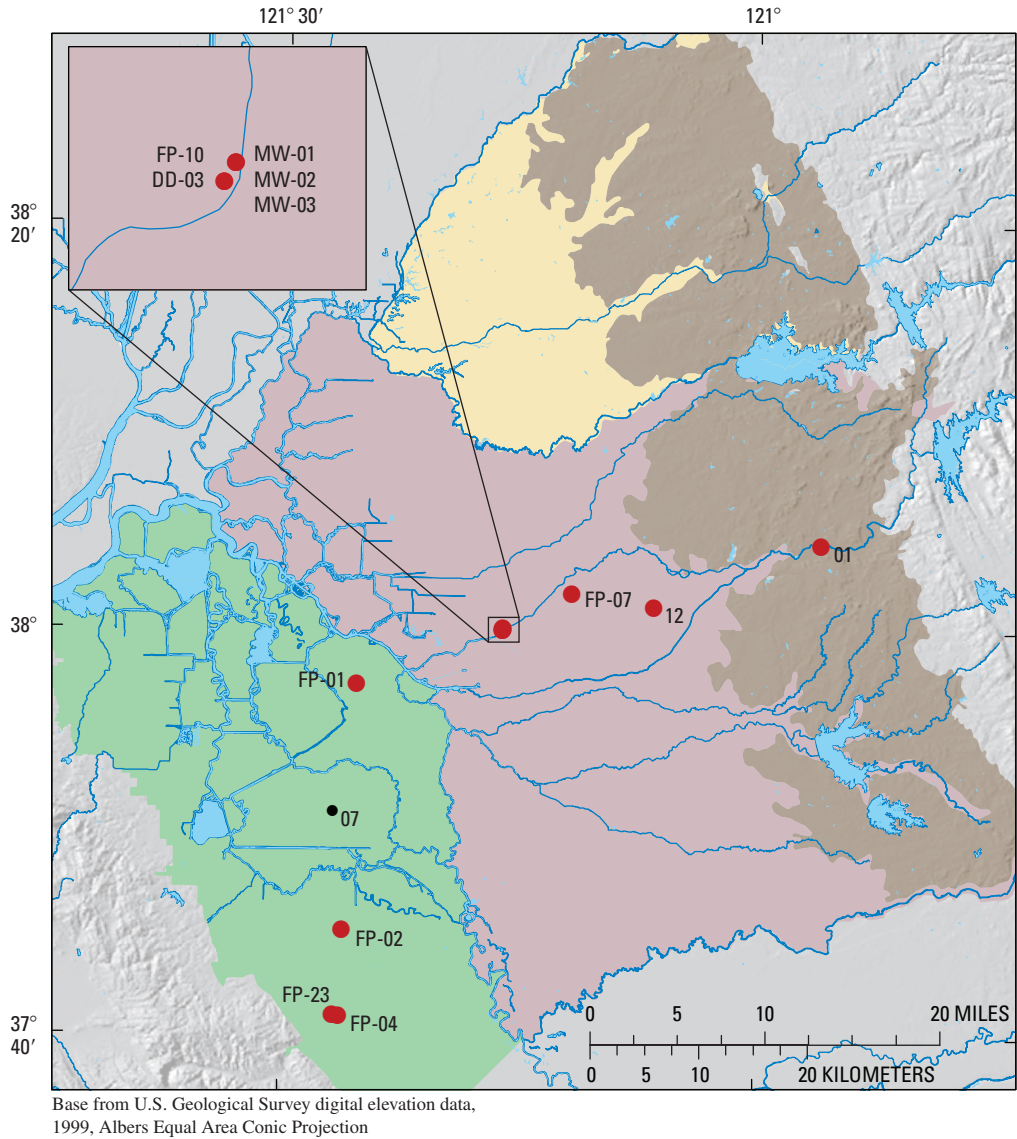 121° 30′
121°
FP-10
DD-03
MW-01
MW-02
MW-03
38°
20′
01
FP-07
12
38°
FP-01
07
FP-02
FP-23
FP-04
37°
40′
0 5 10 20 MILES
0 5 10 20 KILOMETERS
Base from U.S. Geological Survey digital elevation data,
1999, Albers Equal Area Conic Projection